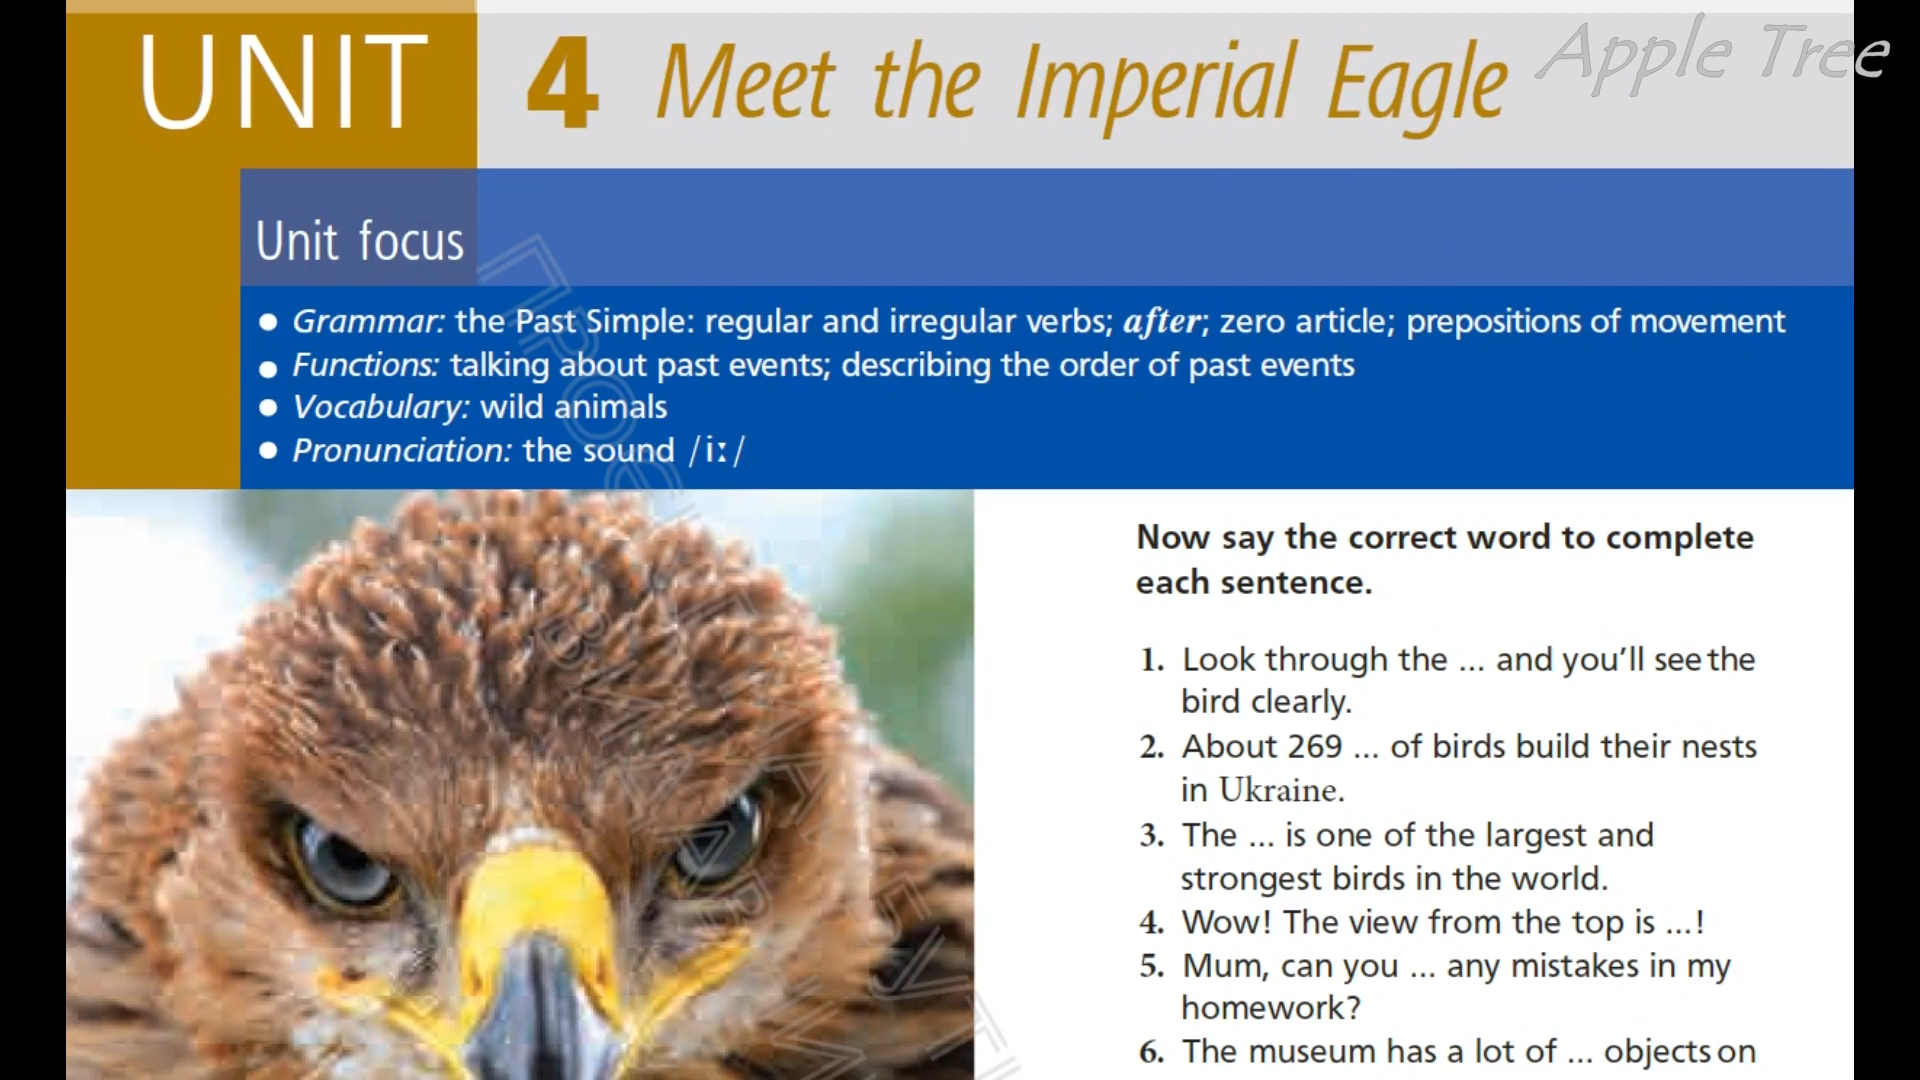 UNIT 4 Meet the Imperial Eagle
Apple Tree
Unit focus
• Grammar: the Past Simple: regular and irregular verbs; after; zero article; prepositions of movement
• Functions: talking about past events; describing the order of past events
• Vocabulary: wild animals
• Pronunciation: the sound /iː/
Now say the correct word to complete
each sentence.
1. Look through the ... and you'll see the
bird clearly.
2. About 269 ... of birds build their nests
in Ukraine.
3. The ... is one of the largest and
strongest birds in the world.
4. Wow! The view from the top is ...!
5. Mum, can you ... any mistakes in my
homework?
6. The museum has a lot of ... objects on